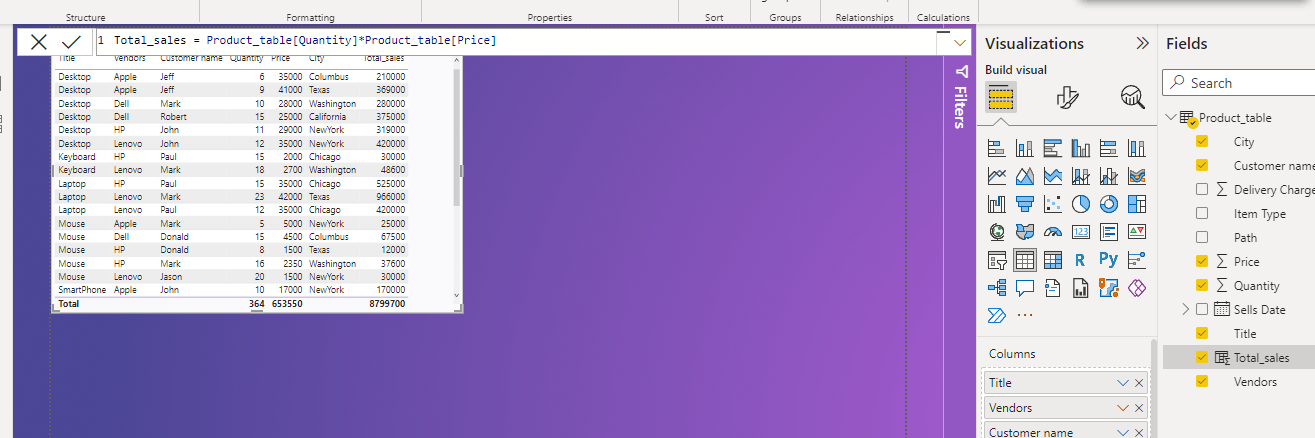 Structure Formatting Properties Sort Groups Relationships Calculations
1 Total_sales = Product_table[Quantity]*Product_table[Price]
Title Vendors Customer name Quantity Price City Total_sales
Desktop Apple Jeff 6 35000 Columbus 210000
Desktop Apple Jeff 9 41000 Texas 369000
Desktop Dell Mark 10 28000 Washington 280000
Desktop Dell Robert 15 25000 California 375000
Desktop HP John 11 29000 NewYork 319000
Desktop Lenovo John 12 35000 NewYork 420000
Keyboard HP Paul 15 2000 Chicago 30000
Keyboard Lenovo Mark 18 2700 Washington 48600
Laptop HP Paul 15 35000 Chicago 525000
Laptop Lenovo Mark 23 42000 Texas 966000
Laptop Lenovo Paul 12 35000 Chicago 420000
Mouse Apple Mark 5 5000 NewYork 25000
Mouse Dell Donald 15 4500 Columbus 67500
Mouse HP Donald 8 1500 Texas 12000
Mouse HP Mark 16 2350 Washington 37600
Mouse Lenovo Jason 20 1500 NewYork 30000
SmartPhone Apple John 10 17000 NewYork 170000
Total 364 653550 8799700
Filters
Visualizations
Build visual
123
R
Py
Columns
Title
Vendors
Customer name
Fields
Search
Product_table
City
Customer name
Delivery Charge
Item Type
Path
Price
Quantity
Sells Date
Title
Total_sales
Vendors